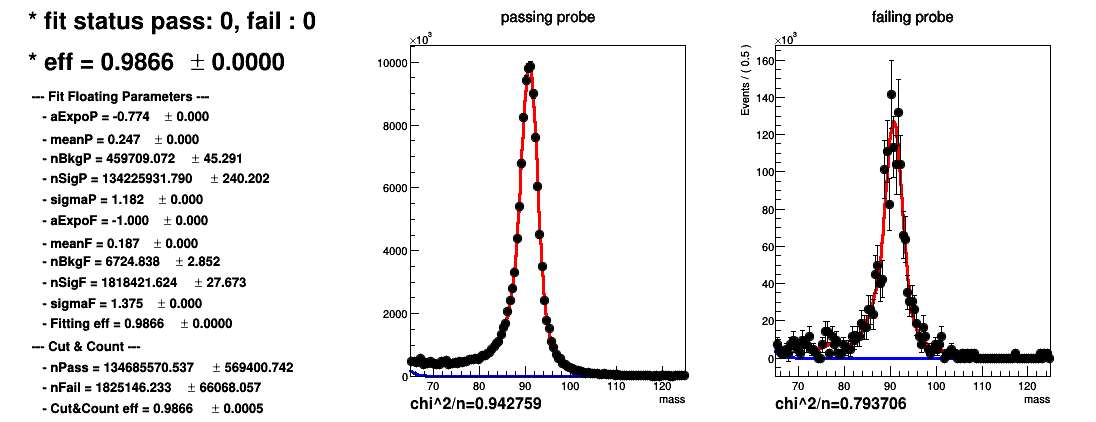 * fit status pass: 0, fail : 0
* eff = 0.9866 ± 0.0000
--- Fit Floating Parameters ---
- aExpoP = -0.774 ± 0.000
- meanP = 0.247 ± 0.000
- nBkgP = 459709.072 ± 45.291
- nSigP = 134225931.790 ± 240.202
- sigmaP = 1.182 ± 0.000
- aExpoF = -1.000 ± 0.000
- meanF = 0.187 ± 0.000
- nBkgF = 6724.838 ± 2.852
- nSigF = 1818421.624 ± 27.673
- sigmaF = 1.375 ± 0.000
- Fitting eff = 0.9866 ± 0.0000
--- Cut & Count ---
- nPass = 134685570.537 ± 569400.742
- nFail = 1825146.233 ± 66068.057
- Cut&Count eff = 0.9866 ± 0.0005
passing probe
×10³
10000
8000
6000
4000
2000
0
70 80 90 100 110 120
mass
chi^2/n=0.942759
failing probe
×10³
Events / ( 0.5 )
160
140
120
100
80
60
40
20
0
70 80 90 100 110 120
mass
chi^2/n=0.793706